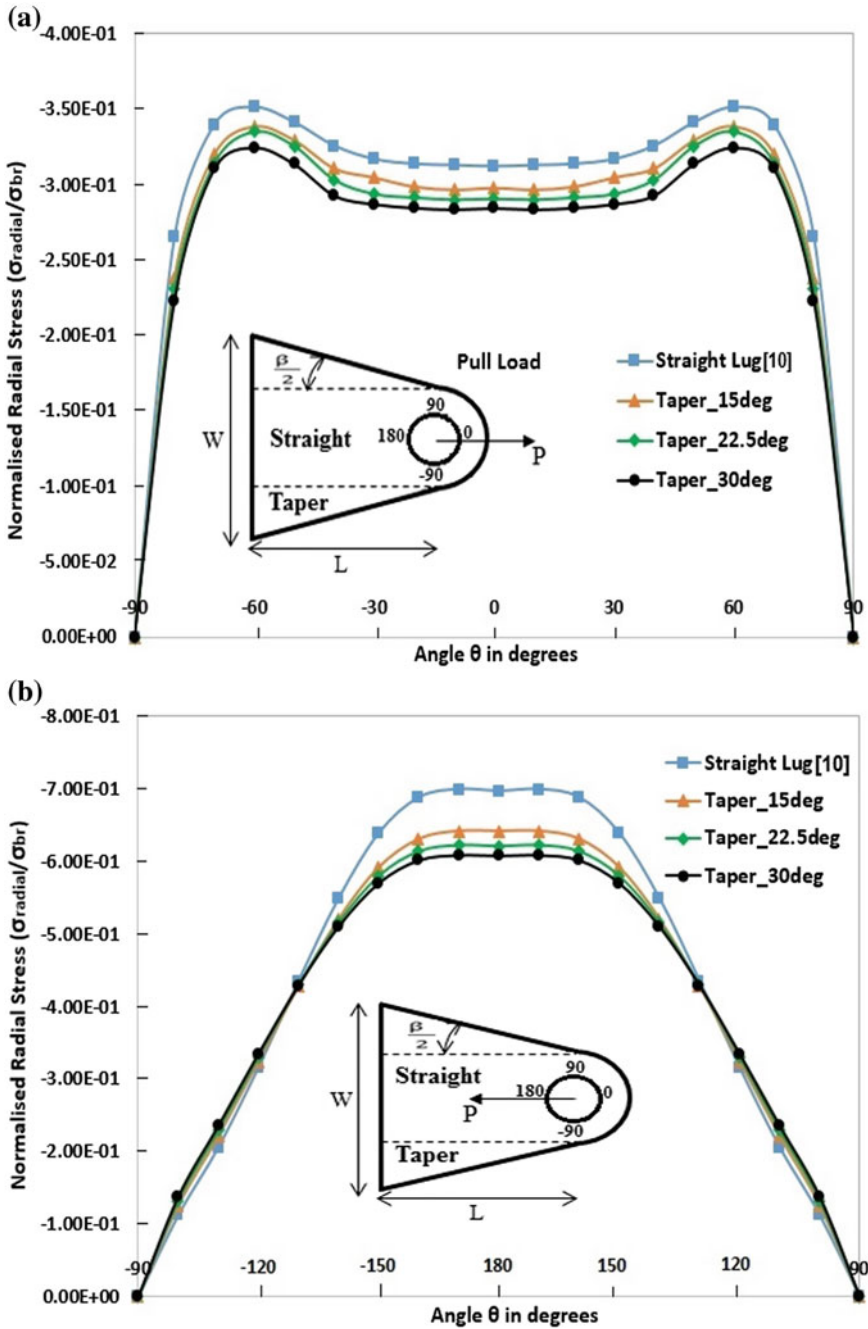 (a)
-4.00E-01
-3.50E-01
-3.00E-01
-2.50E-01
-2.00E-01
-1.50E-01
-1.00E-01
-5.00E-02
0.00E+00
Normalised Radial Stress (σradial/σbr)
-90 -60 -30 0 30 60 90
Angle θ in degrees
Straight Lug[10]
Taper_15deg
Taper_22.5deg
Taper_30deg
Pull Load
β/2
W
Straight
Taper
90
180
0
-90
P
L
(b)
-8.00E-01
-7.00E-01
-6.00E-01
-5.00E-01
-4.00E-01
-3.00E-01
-2.00E-01
-1.00E-01
0.00E+00
Normalised Radial Stress (σradial/σbr)
-90 -120 -150 180 150 120 90
Angle θ in degrees
Straight Lug[10]
Taper_15deg
Taper_22.5deg
Taper_30deg
β/2
W
Straight
Taper
90
180
0
-90
P
L